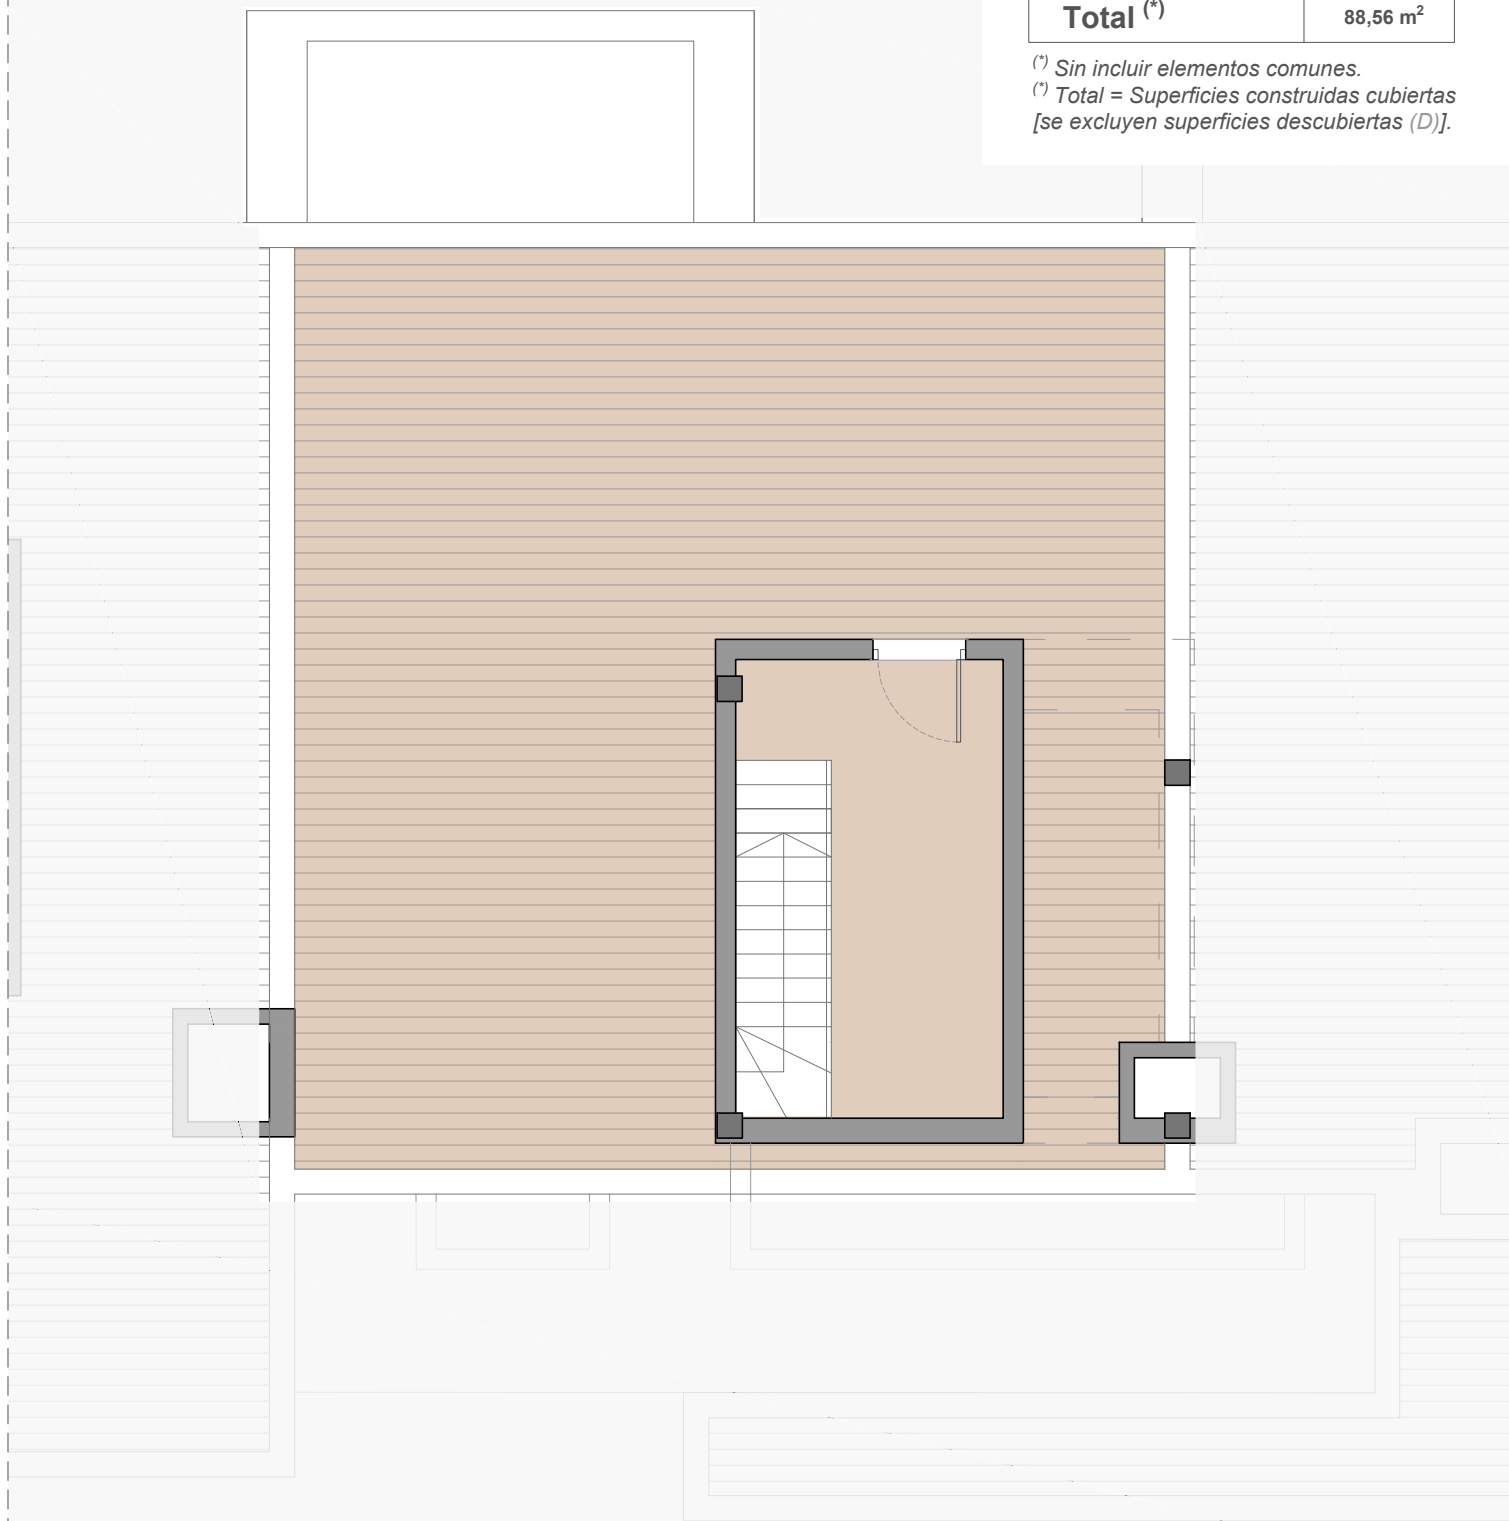 Total (*) 88,56 m²
(*) Sin incluir elementos comunes.
(*) Total = Superficies construidas cubiertas
[se excluyen superficies descubiertas (D)].